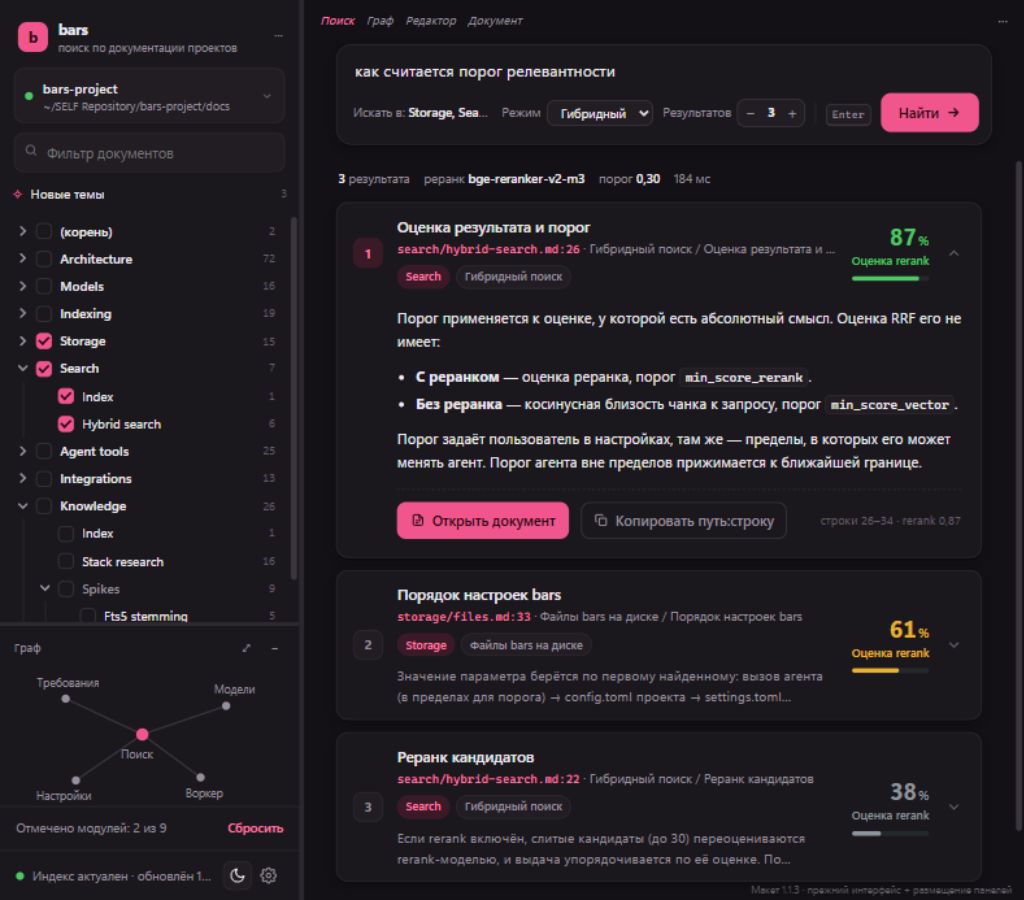 b
bars
поиск по документации проектов
...
bars-project
~/SELF Repository/bars-project/docs
Фильтр документов
Новые темы 3
(корень) 2
Architecture 72
Models 16
Indexing 19
Storage 15
Search 7
Index 1
Hybrid search 6
Agent tools 25
Integrations 13
Knowledge 26
Index 1
Stack research 16
Spikes 9
Fts5 stemming 5
Граф
Требования
Модели
Поиск
Настройки
Воркер
Отмечено модулей: 2 из 9 Сбросить
Индекс актуален · обновлён 1...
Поиск Граф Редактор Документ ...
как считается порог релевантности
Искать в: Storage, Sea... Режим Гибридный Результатов − 3 + Enter Найти →
3 результата реранк bge-reranker-v2-m3 порог 0,30 184 мс
1
Оценка результата и порог
search/hybrid-search.md:26 · Гибридный поиск / Оценка результата и ...
Search Гибридный поиск
87%
Оценка rerank
Порог применяется к оценке, у которой есть абсолютный смысл. Оценка RRF его не
имеет:
• С реранком — оценка реранка, порог min_score_rerank.
• Без реранка — косинусная близость чанка к запросу, порог min_score_vector.
Порог задаёт пользователь в настройках, там же — пределы, в которых его может
менять агент. Порог агента вне пределов прижимается к ближайшей границе.
Открыть документ Копировать путь:строку строки 26–34 · rerank 0,87
2
Порядок настроек bars
storage/files.md:33 · Файлы bars на диске / Порядок настроек bars
Storage Файлы bars на диске
61%
Оценка rerank
Значение параметра берётся по первому найденному: вызов агента
(в пределах для порога) → config.toml проекта → settings.toml...
3
Реранк кандидатов
search/hybrid-search.md:22 · Гибридный поиск / Реранк кандидатов
Search Гибридный поиск
38%
Оценка rerank
Если rerank включён, слитые кандидаты (до 30) переоцениваются
rerank-моделью, и выдача упорядочивается по её оценке. По...
Макет 1.1.3 · прежний интерфейс + размещение панелей